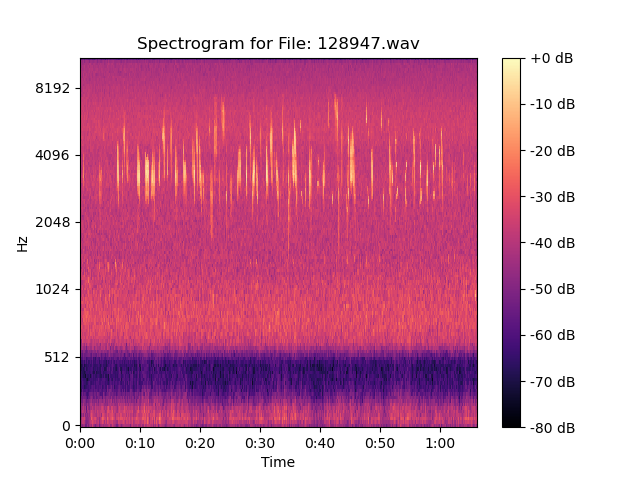 Spectrogram for File: 128947.wav
8192
4096
2048
1024
512
0
Hz
0:00 0:10 0:20 0:30 0:40 0:50 1:00
Time
+0 dB
-10 dB
-20 dB
-30 dB
-40 dB
-50 dB
-60 dB
-70 dB
-80 dB